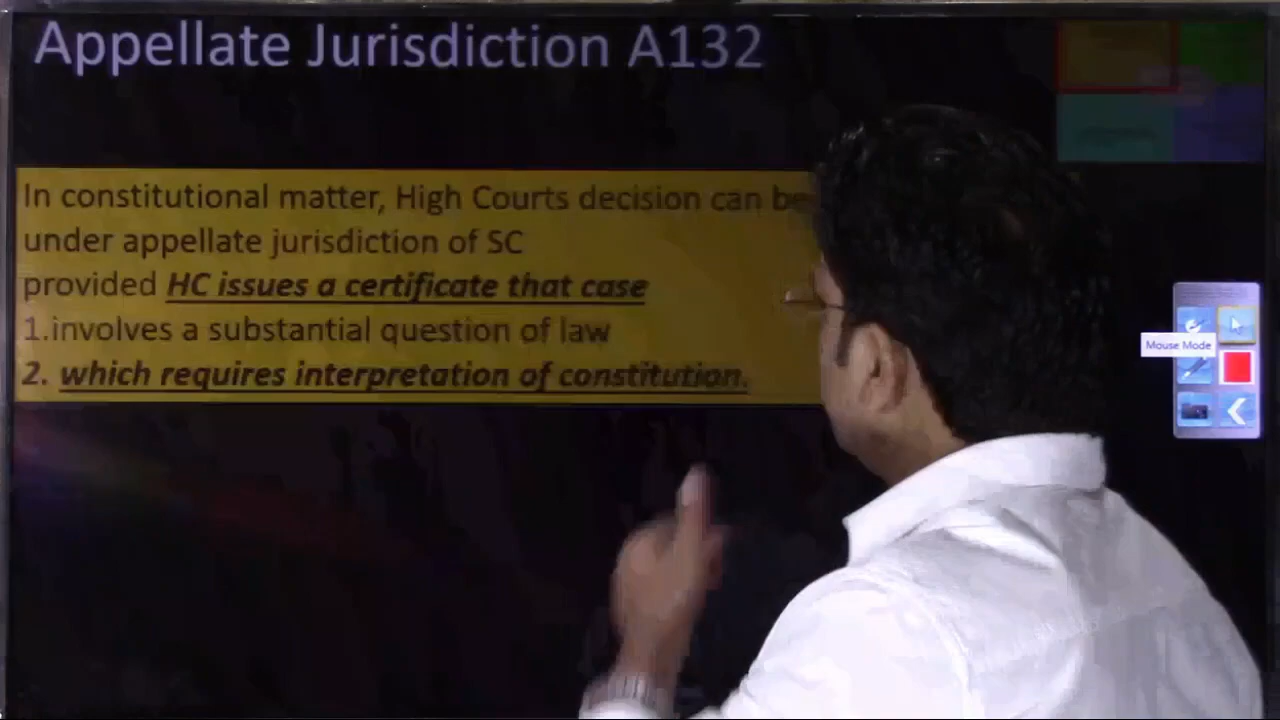 Appellate Jurisdiction A132
In constitutional matter, High Courts decision can be
under appellate jurisdiction of SC
provided HC issues a certificate that case
1.involves a substantial question of law
2. which requires interpretation of constitution.
Mouse Mode